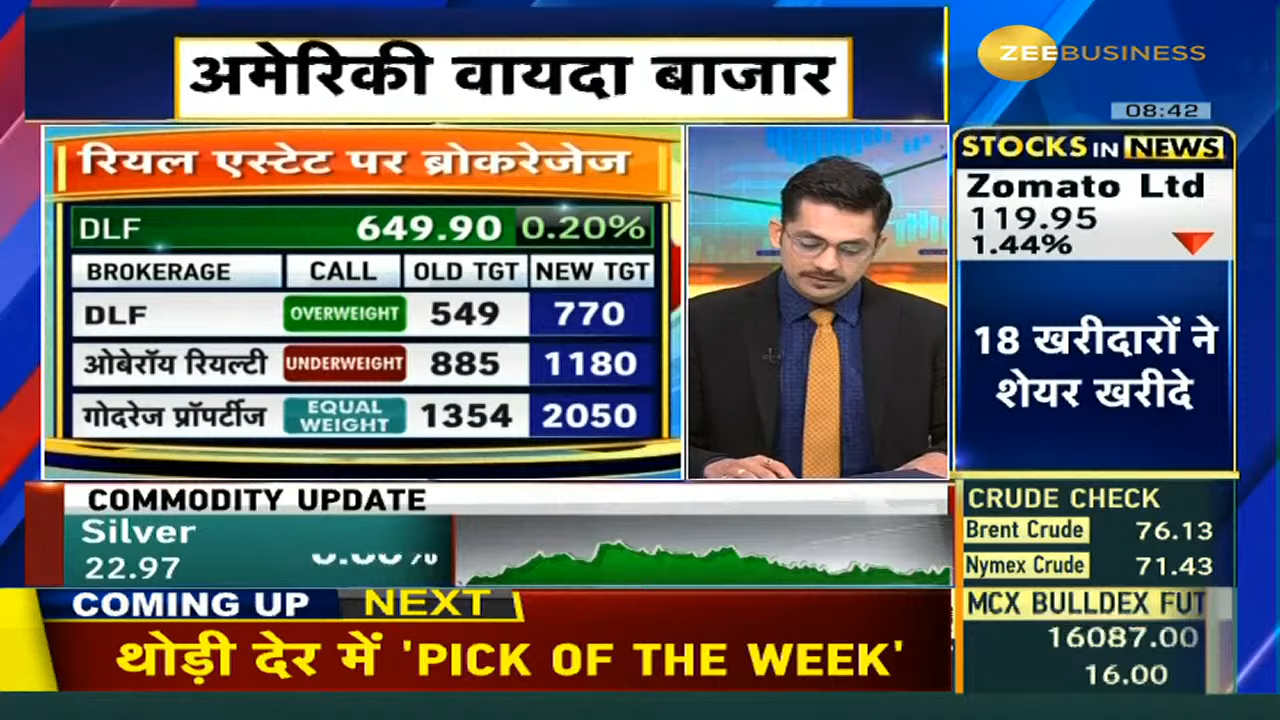 अमेरिकी वायदा बाजार
ZEEBUSINESS
08:42
रियल एस्टेट पर ब्रोकरेजेज
DLF 649.90 0.20%
BROKERAGE CALL OLD TGT NEW TGT
DLF OVERWEIGHT 549 770
ओबेरॉय रियल्टी UNDERWEIGHT 885 1180
गोदरेज प्रॉपर्टीज EQUAL WEIGHT 1354 2050
STOCKS IN NEWS
Zomato Ltd
119.95
1.44%
18 खरीदारों ने
शेयर खरीदे
COMMODITY UPDATE
Silver
22.97
CRUDE CHECK
Brent Crude 76.13
Nymex Crude 71.43
MCX BULLDEX FUT
16087.00
16.00
COMING UP NEXT
थोड़ी देर में 'PICK OF THE WEEK'